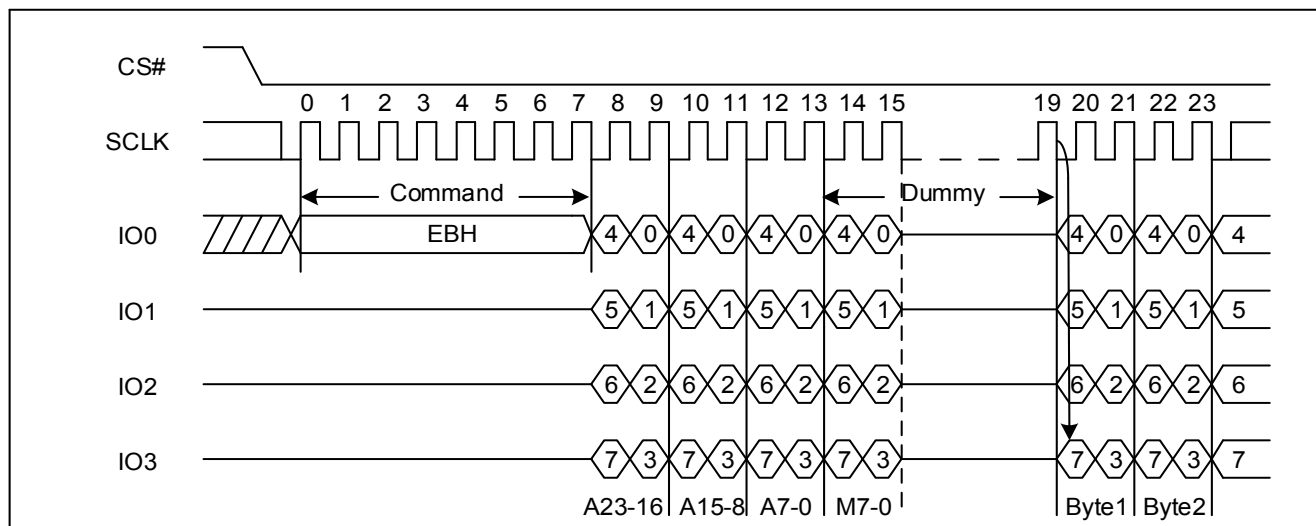 CS#
0 1 2 3 4 5 6 7 8 9 10 11 12 13 14 15 19 20 21 22 23
SCLK
Command Dummy
IO0 EBH 4 0 4 0 4 0 4 0 4 0 4 0 4
IO1 5 1 5 1 5 1 5 1 5 1 5 1 5
IO2 6 2 6 2 6 2 6 2 6 2 6 2 6
IO3 7 3 7 3 7 3 7 3 7 3 7 3 7
A23-16 A15-8 A7-0 M7-0 Byte1 Byte2